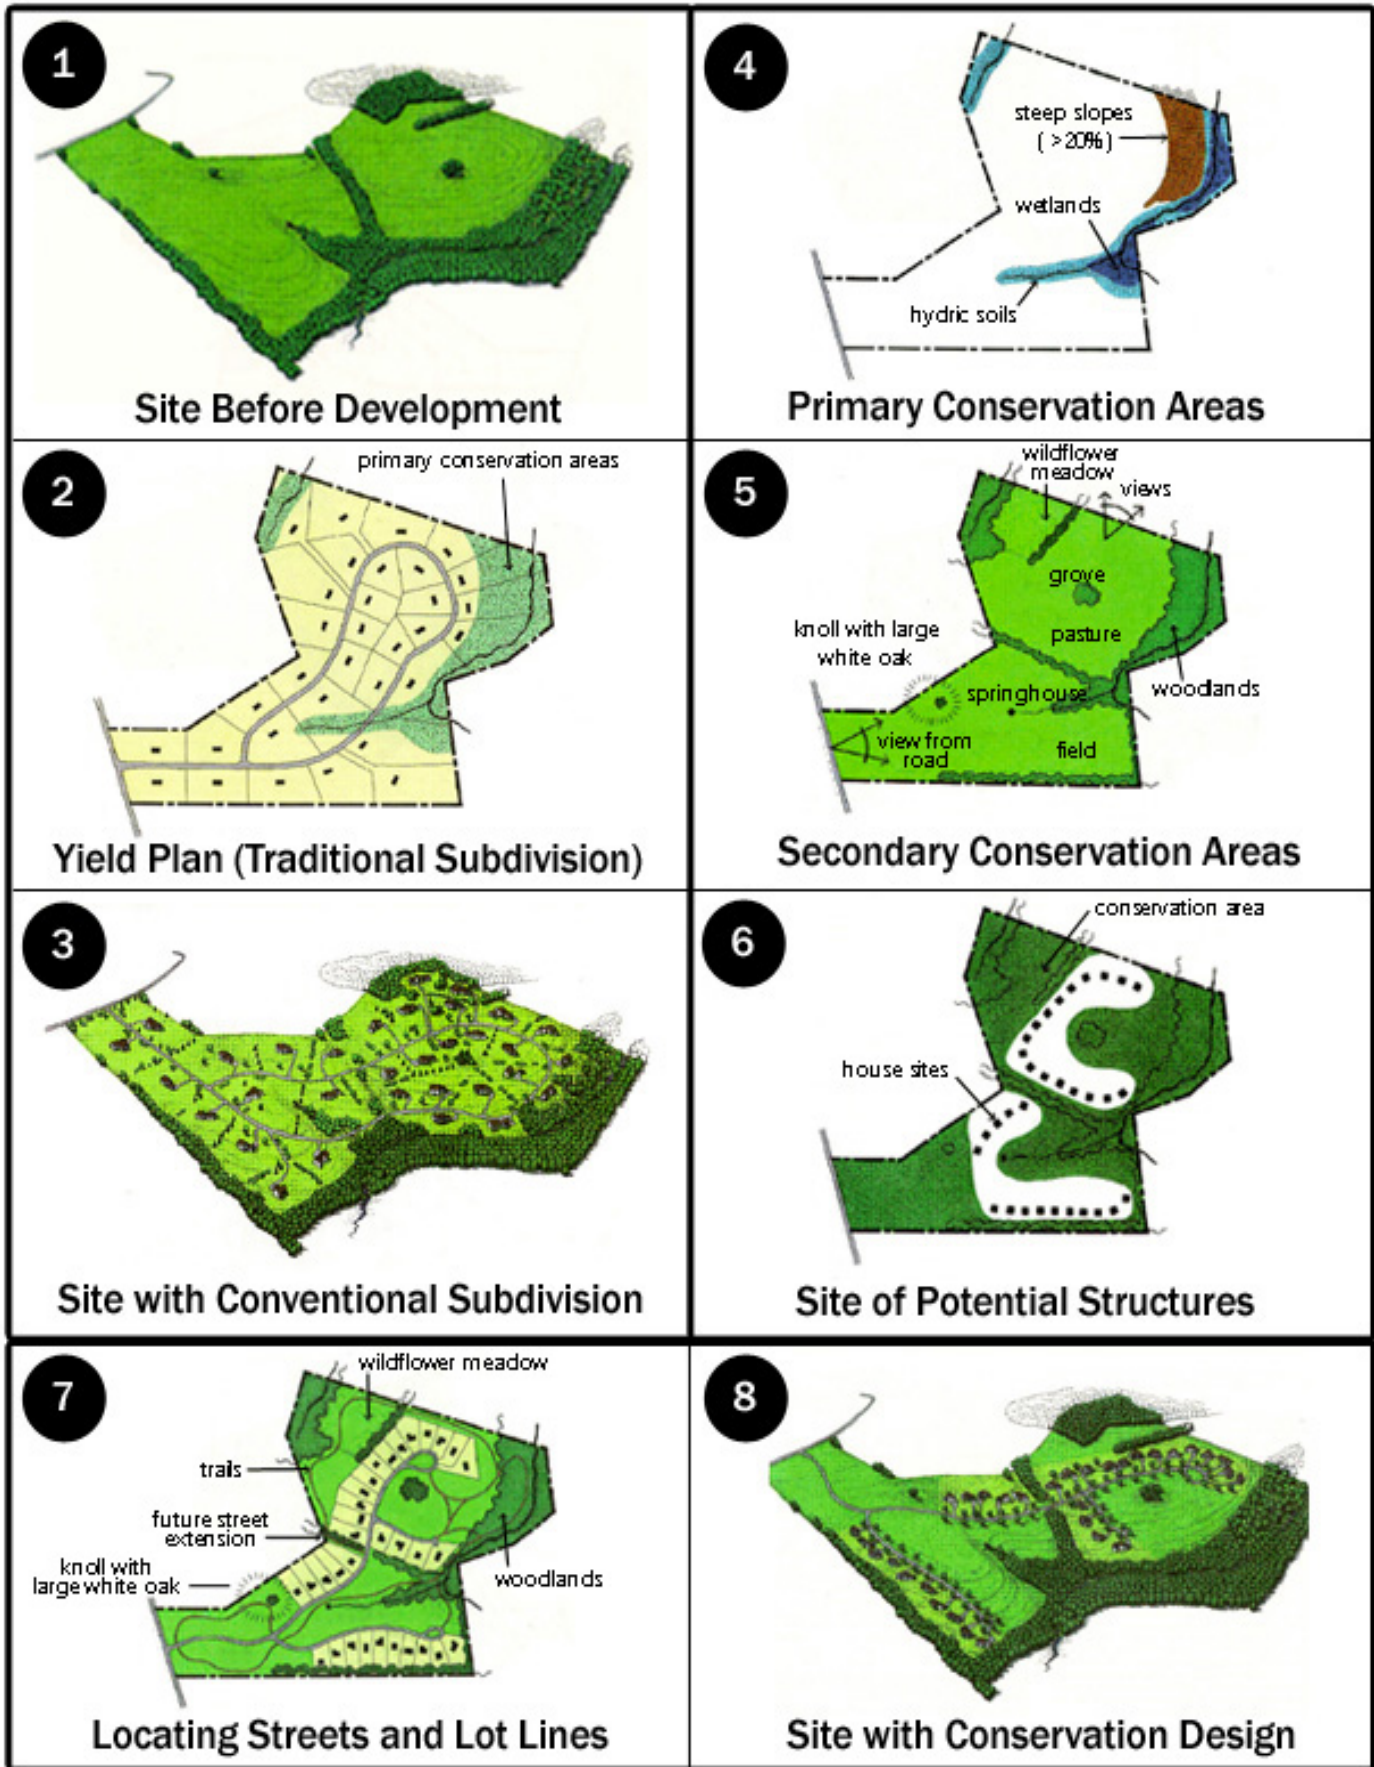 1
Site Before Development
4
steep slopes
( >20%)
wetlands
hydric soils
Primary Conservation Areas
2
primary conservation areas
Yield Plan (Traditional Subdivision)
5
wildflower
meadow
views
grove
knoll with large
white oak
pasture
springhouse
woodlands
view from
road
field
Secondary Conservation Areas
3
Site with Conventional Subdivision
6
conservation area
house sites
Site of Potential Structures
7
wildflower meadow
trails
future street
extension
knoll with
large white oak
woodlands
Locating Streets and Lot Lines
8
Site with Conservation Design